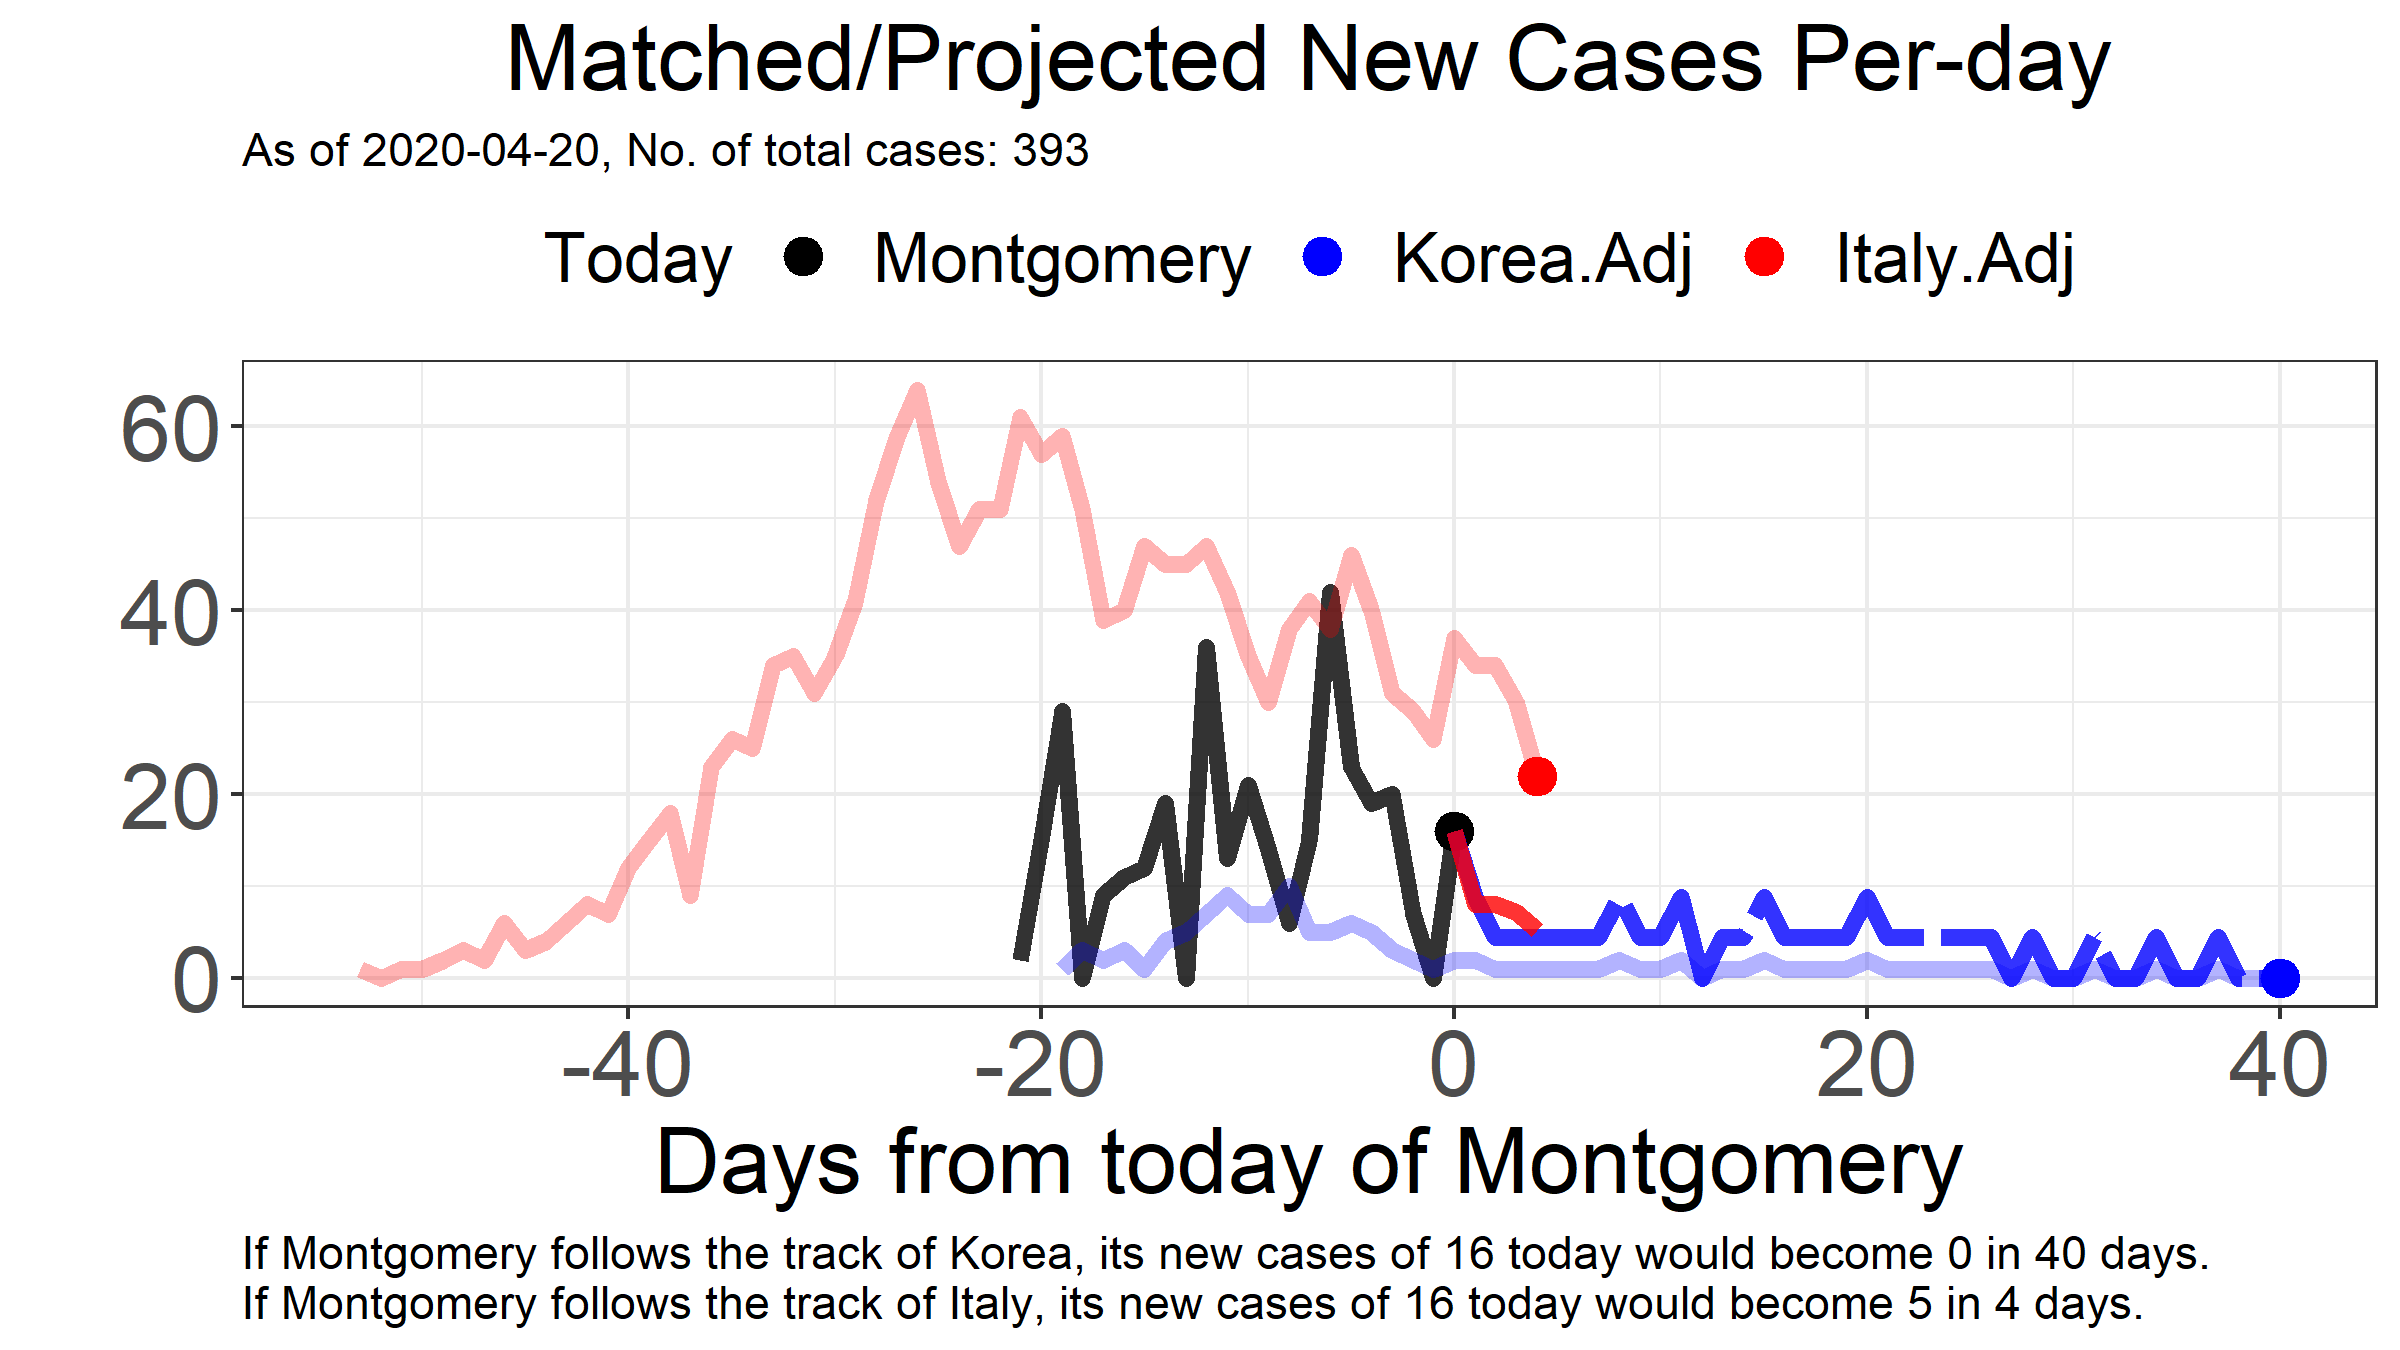 Matched/Projected New Cases Per-day
As of 2020-04-20, No. of total cases: 393
Today Montgomery Korea.Adj Italy.Adj
60
40
20
0
-40 -20 0 20 40
Days from today of Montgomery
If Montgomery follows the track of Korea, its new cases of 16 today would become 0 in 40 days.
If Montgomery follows the track of Italy, its new cases of 16 today would become 5 in 4 days.